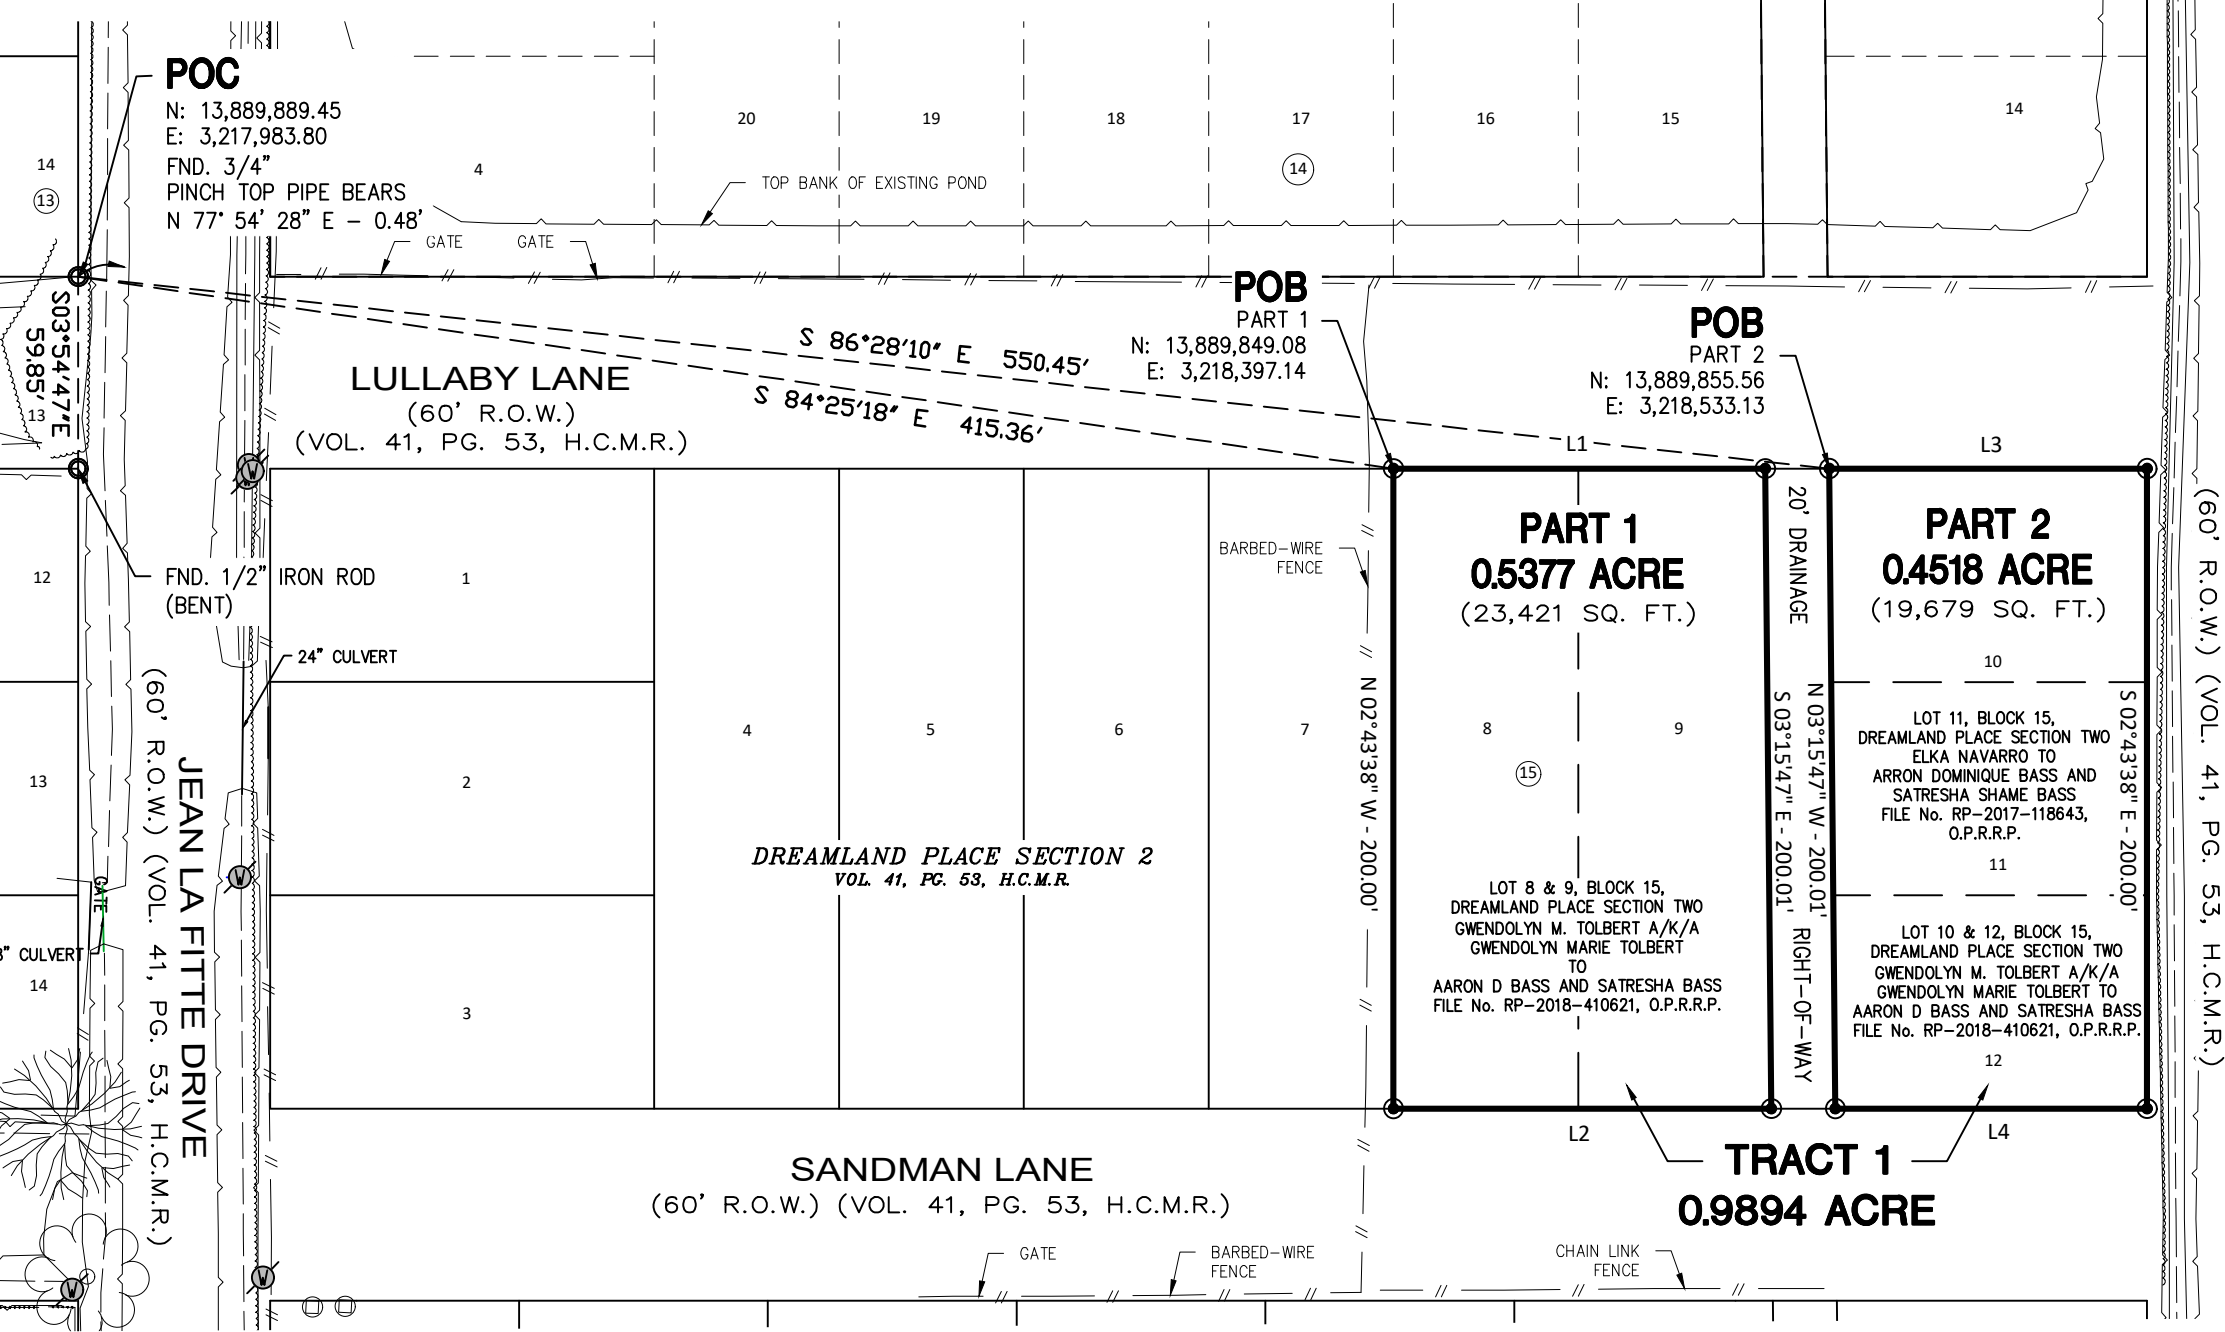 POC
N: 13,889,889.45
E: 3,217,983.80
FND. 3/4"
PINCH TOP PIPE BEARS
N 77° 54' 28" E – 0.48'
14
13
4
20
19
18
17
16
15
14
14
TOP BANK OF EXISTING POND
GATE
GATE
S03°54'47"E
59.85'
13
POB
PART 1
N: 13,889,849.08
E: 3,218,397.14
POB
PART 2
N: 13,889,855.56
E: 3,218,533.13
S 86°28'10" E 550.45'
S 84°25'18" E 415.36'
LULLABY LANE
(60' R.O.W.)
(VOL. 41, PG. 53, H.C.M.R.)
L1
L3
W
FND. 1/2" IRON ROD
(BENT)
12
1
24" CULVERT
BARBED–WIRE
FENCE
PART 1
0.5377 ACRE
(23,421 SQ. FT.)
20' DRAINAGE RIGHT–OF–WAY
PART 2
0.4518 ACRE
(19,679 SQ. FT.)
(60' R.O.W.) (VOL. 41, PG. 53, H.C.M.R.)
10
N 02°43'38" W - 200.00'
S 03°15'47" E - 200.01'
N 03°15'47" W - 200.01'
S 02°43'38" E - 200.00'
LOT 11, BLOCK 15,
DREAMLAND PLACE SECTION TWO
ELKA NAVARRO TO
ARRON DOMINIQUE BASS AND
SATRESHA SHAME BASS
FILE No. RP–2017–118643,
O.P.R.R.P.
11
4
5
6
7
8
9
15
13
2
JEAN LA FITTE DRIVE
(60' R.O.W.) (VOL. 41, PG. 53, H.C.M.R.)
W
GATE
8" CULVERT
14
3
DREAMLAND PLACE SECTION 2
VOL. 41, PG. 53, H.C.M.R.
LOT 8 & 9, BLOCK 15,
DREAMLAND PLACE SECTION TWO
GWENDOLYN M. TOLBERT A/K/A
GWENDOLYN MARIE TOLBERT
TO
AARON D BASS AND SATRESHA BASS
FILE No. RP–2018–410621, O.P.R.R.P.
LOT 10 & 12, BLOCK 15,
DREAMLAND PLACE SECTION TWO
GWENDOLYN M. TOLBERT A/K/A
GWENDOLYN MARIE TOLBERT TO
AARON D BASS AND SATRESHA BASS
FILE No. RP–2018–410621, O.P.R.R.P.
12
L2
L4
TRACT 1
0.9894 ACRE
SANDMAN LANE
(60' R.O.W.) (VOL. 41, PG. 53, H.C.M.R.)
GATE
BARBED–WIRE
FENCE
CHAIN LINK
FENCE
W
W